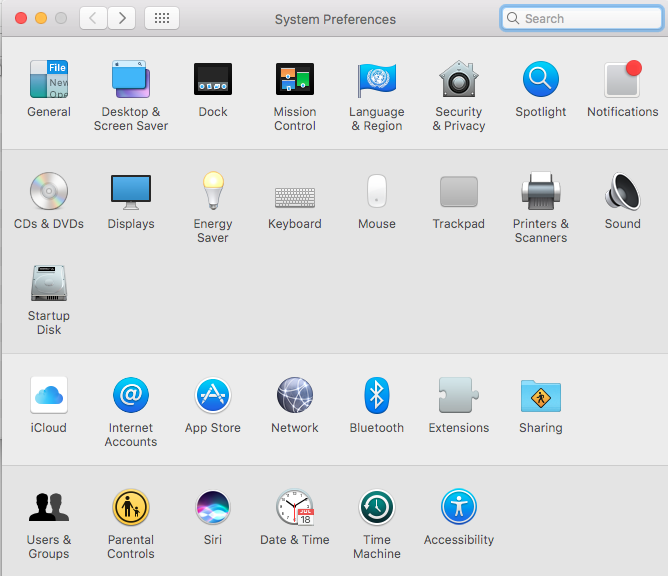 System Preferences
Search
File
New
Ope
General
Desktop &
Screen Saver
Dock
Mission
Control
Language
& Region
Security
& Privacy
Spotlight
Notifications
CDs & DVDs
Displays
Energy
Saver
Keyboard
Mouse
Trackpad
Printers &
Scanners
Sound
Startup
Disk
iCloud
Internet
Accounts
App Store
Network
Bluetooth
Extensions
Sharing
Users &
Groups
Parental
Controls
Siri
JUL
18
Date & Time
Time
Machine
Accessibility